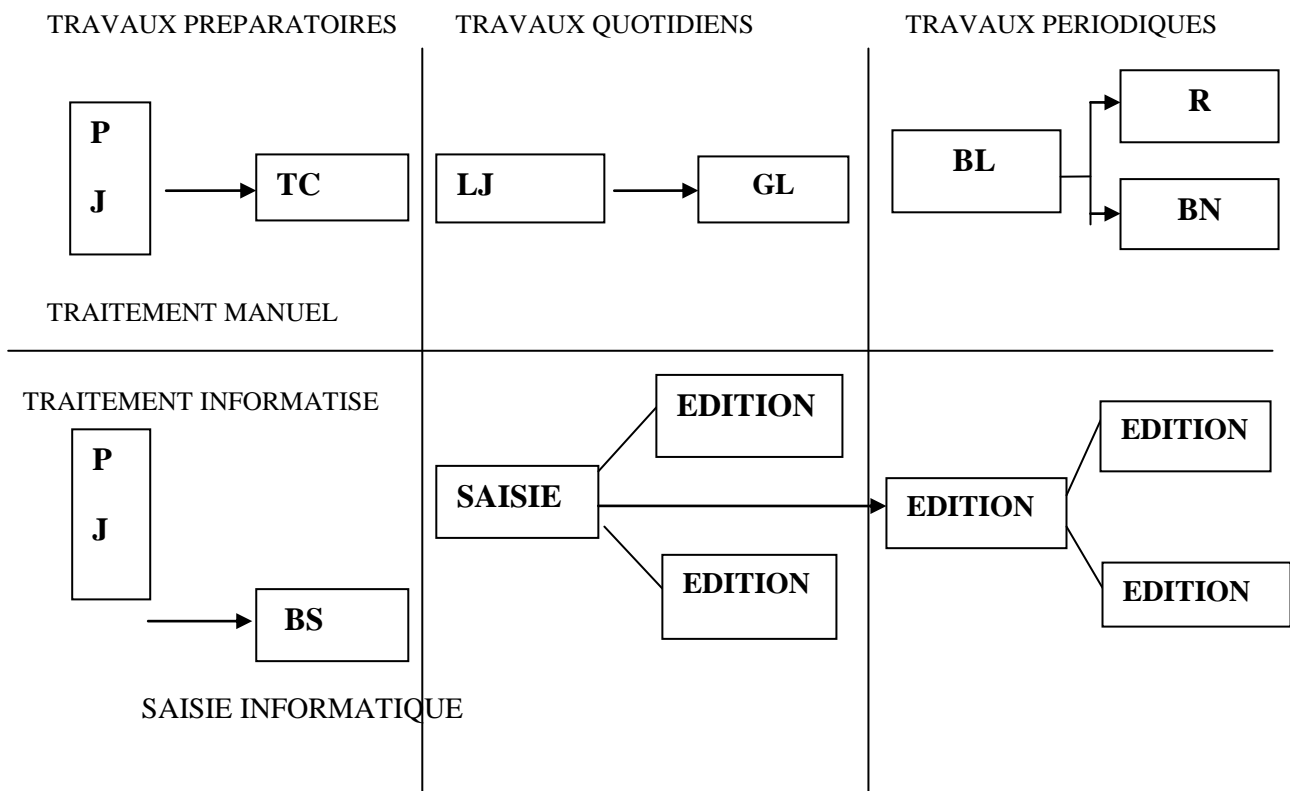 TRAVAUX PREPARATOIRES
TRAVAUX QUOTIDIENS
TRAVAUX PERIODIQUES
P
J
TC
LJ
GL
BL
R
BN
TRAITEMENT MANUEL
TRAITEMENT INFORMATISE
P
J
BS
SAISIE
EDITION
EDITION
EDITION
EDITION
EDITION
SAISIE INFORMATIQUE